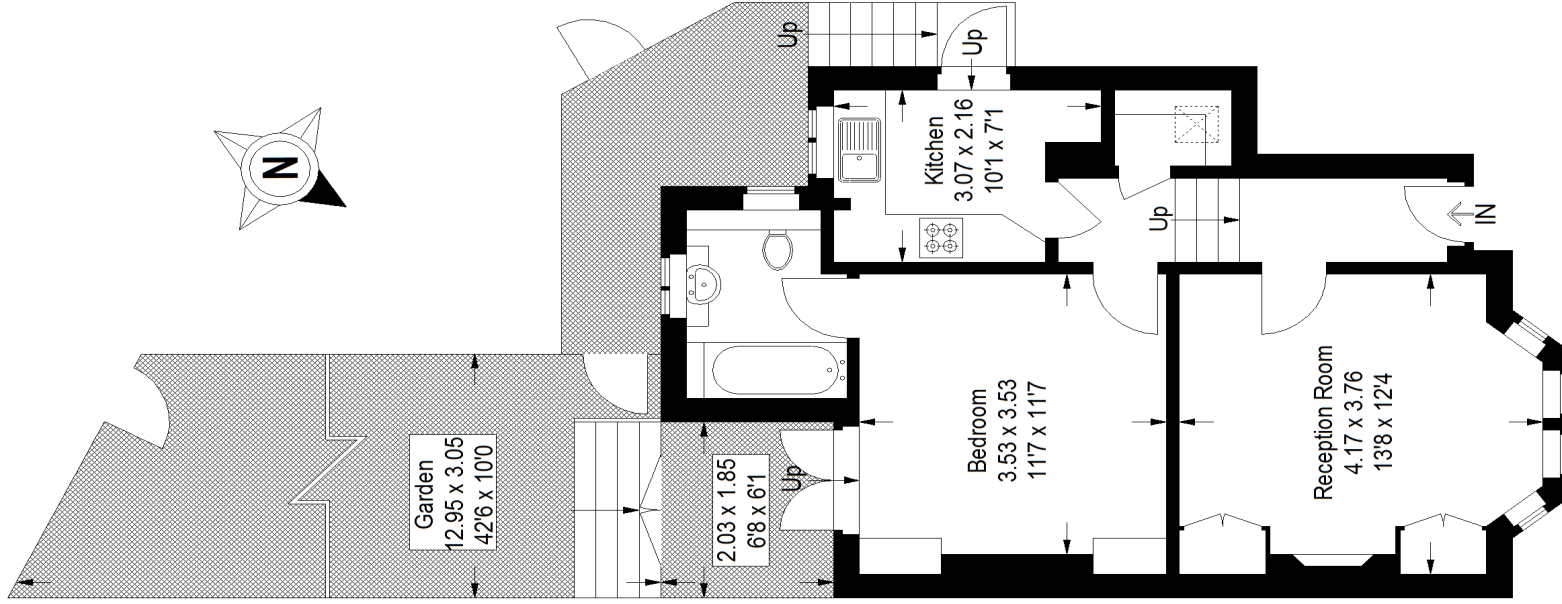 N
Up
Up
Kitchen
3.07 x 2.16
10'1 x 7'1
Up
IN
Garden
12.95 x 3.05
42'6 x 10'0
2.03 x 1.85
6'8 x 6'1
Up
Bedroom
3.53 x 3.53
11'7 x 11'7
Reception Room
4.17 x 3.76
13'8 x 12'4